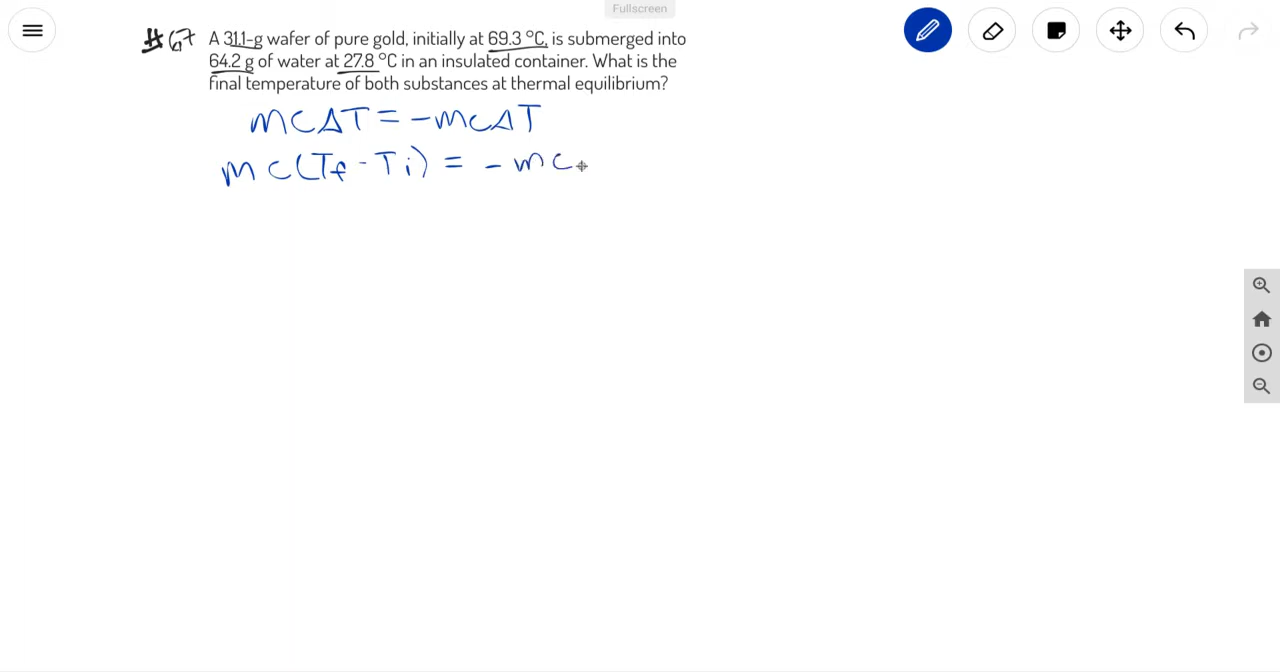 Fullscreen
#67 A 31.1-g wafer of pure gold, initially at 69.3 °C, is submerged into
64.2 g of water at 27.8 °C in an insulated container. What is the
final temperature of both substances at thermal equilibrium?
mCΔT = -mCΔT
mC(Tf - Ti) = -mC